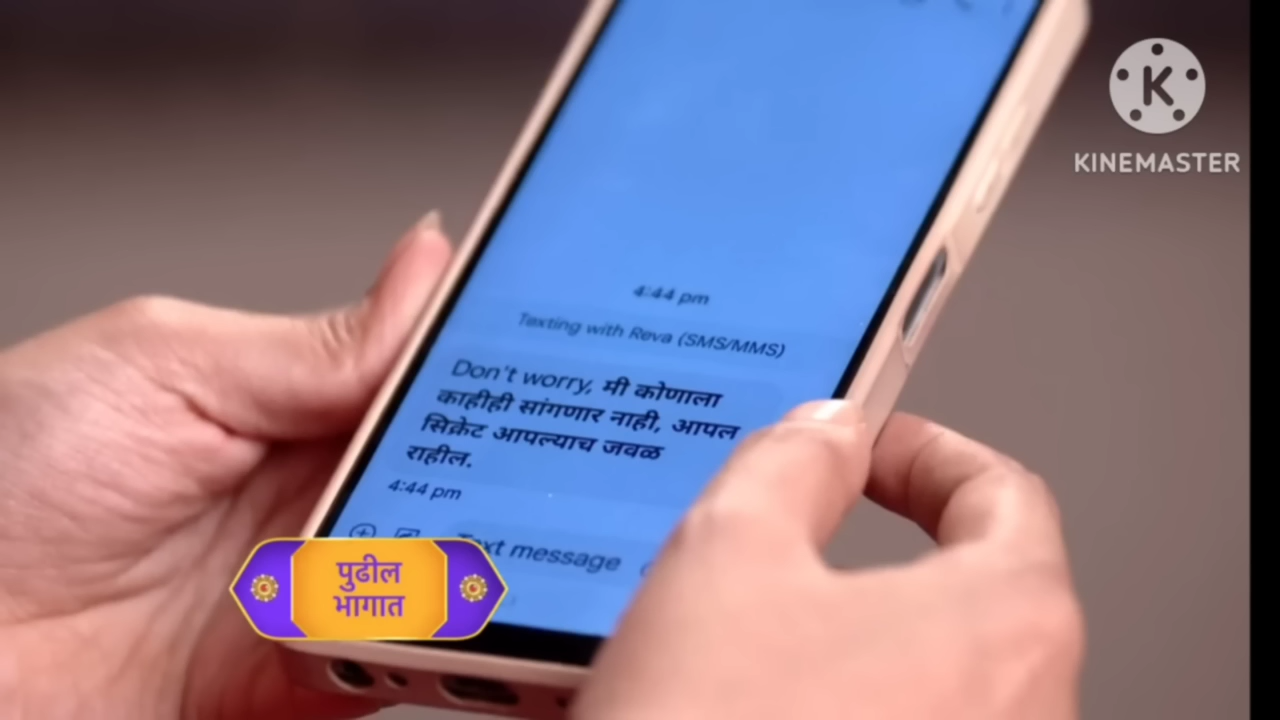 KINEMASTER
4:44 pm
Texting with Reva (SMS/MMS)
Don't worry, मी कोणाला
काहीही सांगणार नाही, आपल
सिक्रेट आपल्याच जवळ
राहील.
4:44 pm
Text message
पुढील
भागात